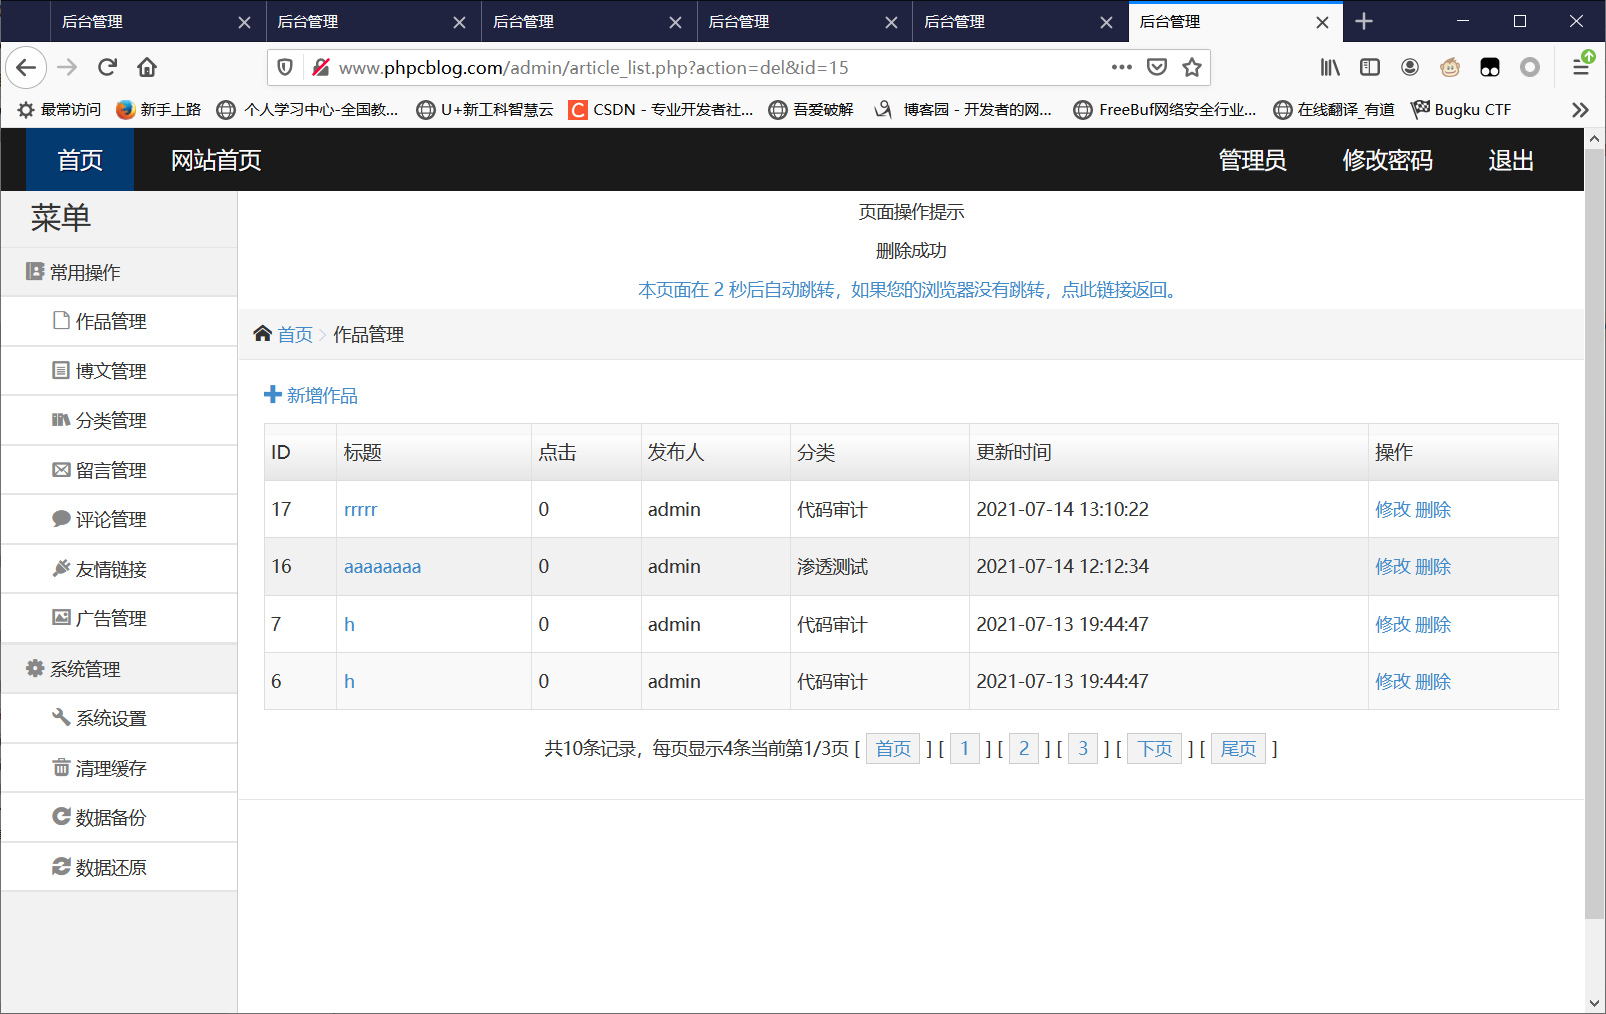 后台管理 后台管理 后台管理 后台管理 后台管理 后台管理
www.phpcblog.com/admin/article_list.php?action=del&id=15
最常访问 新手上路 个人学习中心-全国教... U+新工科智慧云 CSDN - 专业开发者社... 吾爱破解 博客园 - 开发者的网... FreeBuf网络安全行业... 在线翻译_有道 Bugku CTF
首页 网站首页 管理员 修改密码 退出
菜单
常用操作
作品管理
博文管理
分类管理
留言管理
评论管理
友情链接
广告管理
系统管理
系统设置
清理缓存
数据备份
数据还原
页面操作提示
删除成功
本页面在 2 秒后自动跳转，如果您的浏览器没有跳转，点此链接返回。
首页 > 作品管理
新增作品
ID 标题 点击 发布人 分类 更新时间 操作
17 rrrrr 0 admin 代码审计 2021-07-14 13:10:22 修改 删除
16 aaaaaaaa 0 admin 渗透测试 2021-07-14 12:12:34 修改 删除
7 h 0 admin 代码审计 2021-07-13 19:44:47 修改 删除
6 h 0 admin 代码审计 2021-07-13 19:44:47 修改 删除
共10条记录，每页显示4条当前第1/3页 [ 首页 ] [ 1 ] [ 2 ] [ 3 ] [ 下页 ] [ 尾页 ]